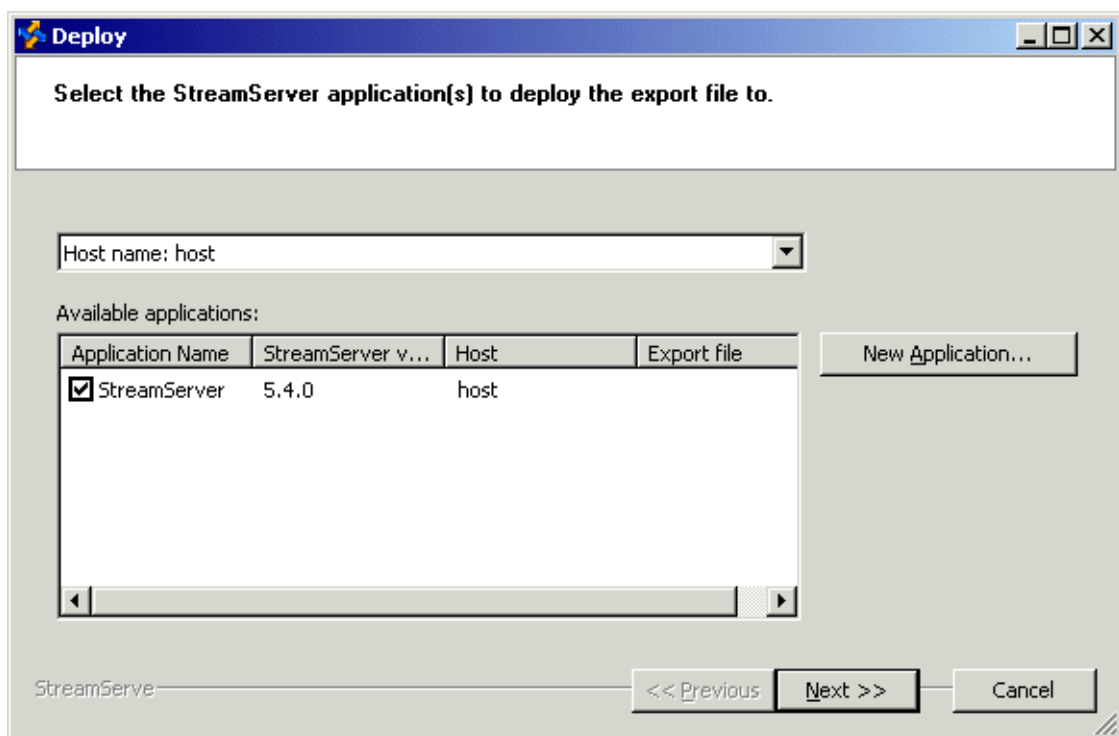 Deploy
Select the StreamServer application(s) to deploy the export file to.
Host name: host
Available applications:
Application Name StreamServer v... Host Export file
New Application...
StreamServer 5.4.0 host
StreamServe
<< Previous Next >> Cancel